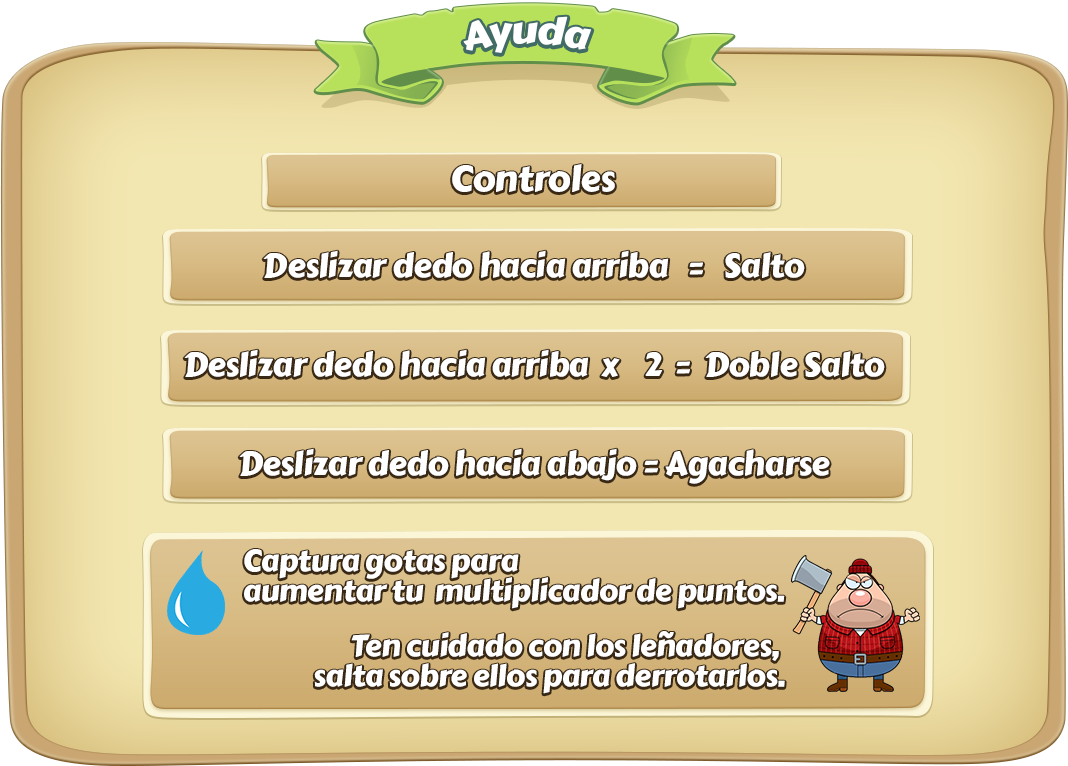 Ayuda
Controles
Deslizar dedo hacia arriba = Salto
Deslizar dedo hacia arriba x 2 = Doble Salto
Deslizar dedo hacia abajo = Agacharse
Captura gotas para
aumentar tu multiplicador de puntos.
Ten cuidado con los leñadores,
salta sobre ellos para derrotarlos.